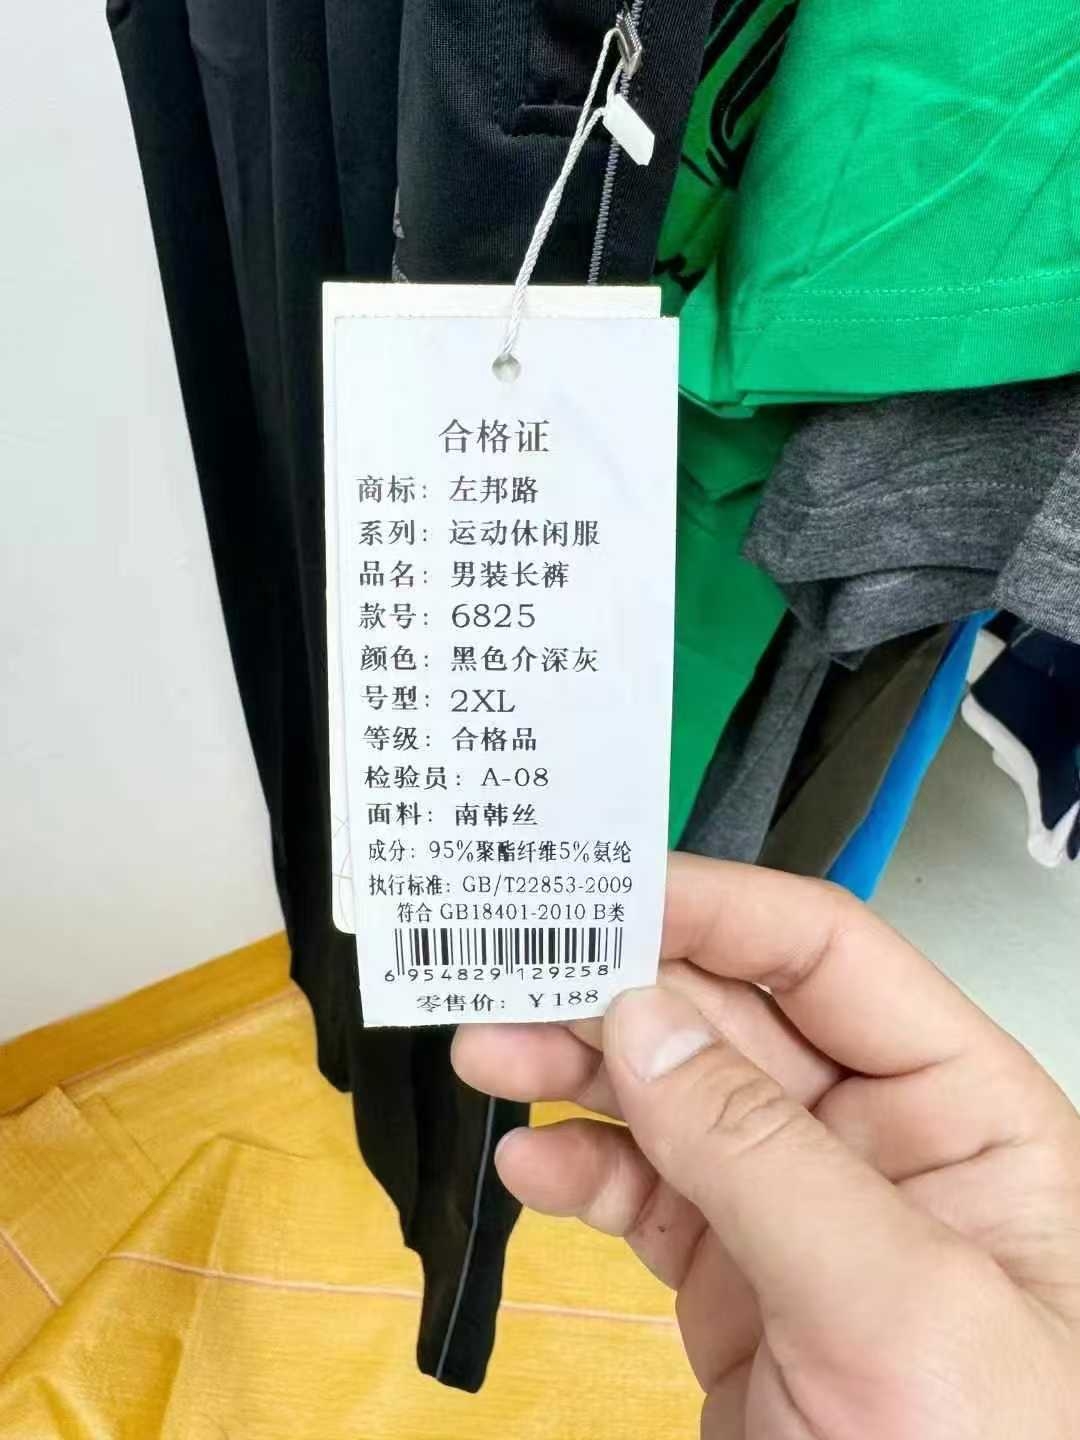 合格证
商标：左邦路
系列：运动休闲服
品名：男装长裤
款号：6825
颜色：黑色介深灰
号型：2XL
等级：合格品
检验员：A-08
面料：南韩丝
成分：95%聚酯纤维5%氨纶
执行标准：GB/T22853-2009
符合 GB18401-2010 B类
6954829129258
零售价：￥188